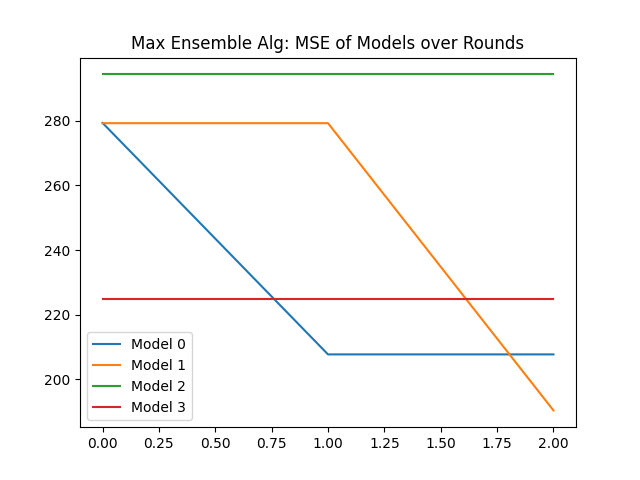 Max Ensemble Alg: MSE of Models over Rounds
280
260
240
220
200
Model 0
Model 1
Model 2
Model 3
0.00 0.25 0.50 0.75 1.00 1.25 1.50 1.75 2.00